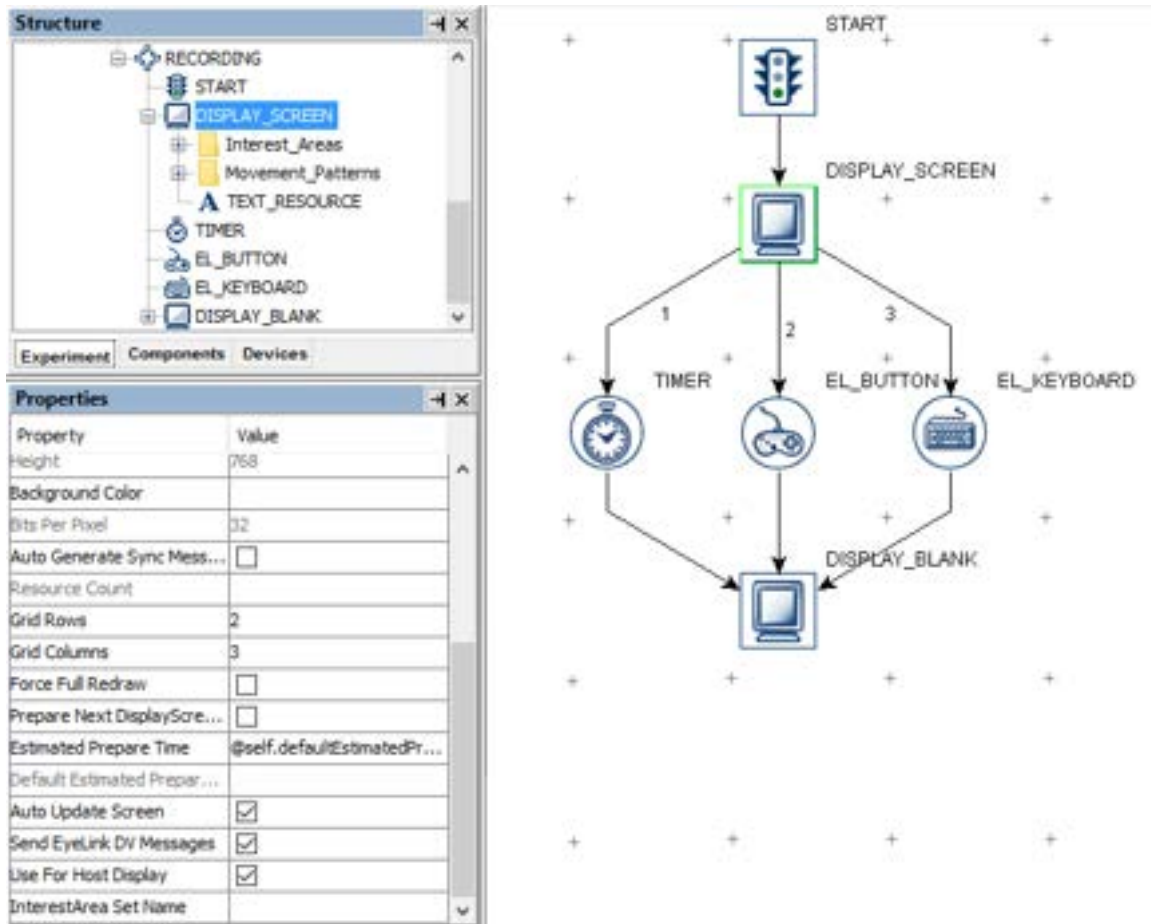 Structure
RECORDING
START
DISPLAY_SCREEN
Interest_Areas
Movement_Patterns
A TEXT_RESOURCE
TIMER
EL_BUTTON
EL_KEYBOARD
DISPLAY_BLANK
Experiment Components Devices
Properties
Property Value
Height 768
Background Color
Bits Per Pixel 32
Auto Generate Sync Mess...
Resource Count
Grid Rows 2
Grid Columns 3
Force Full Redraw
Prepare Next DisplayScre...
Estimated Prepare Time @self.defaultEstimatedPr...
Default Estimated Prepar...
Auto Update Screen
Send EyeLink DV Messages
Use For Host Display
InterestArea Set Name
START
DISPLAY_SCREEN
1 2 3
TIMER EL_BUTTON EL_KEYBOARD
DISPLAY_BLANK